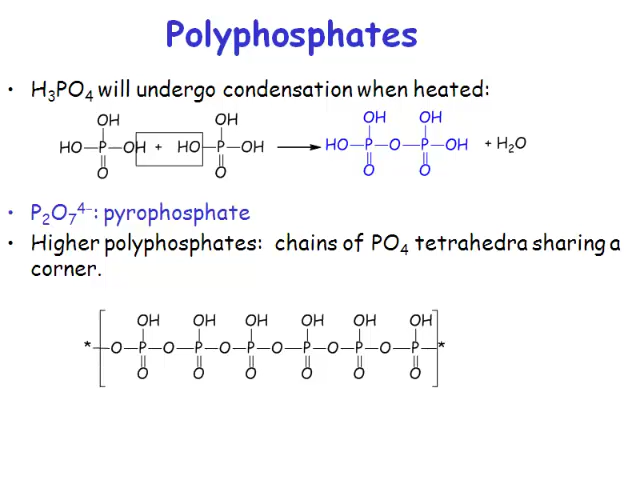 Polyphosphates
• H₃PO₄ will undergo condensation when heated:
OH OH OH OH
HO—P—OH + HO—P—OH → HO—P—O—P—OH + H₂O
O O O O
• P₂O₇⁴⁻: pyrophosphate
• Higher polyphosphates: chains of PO₄ tetrahedra sharing a
corner.
OH OH OH OH OH OH
*—O—P—O—P—O—P—O—P—O—P—O—P—*
O O O O O O